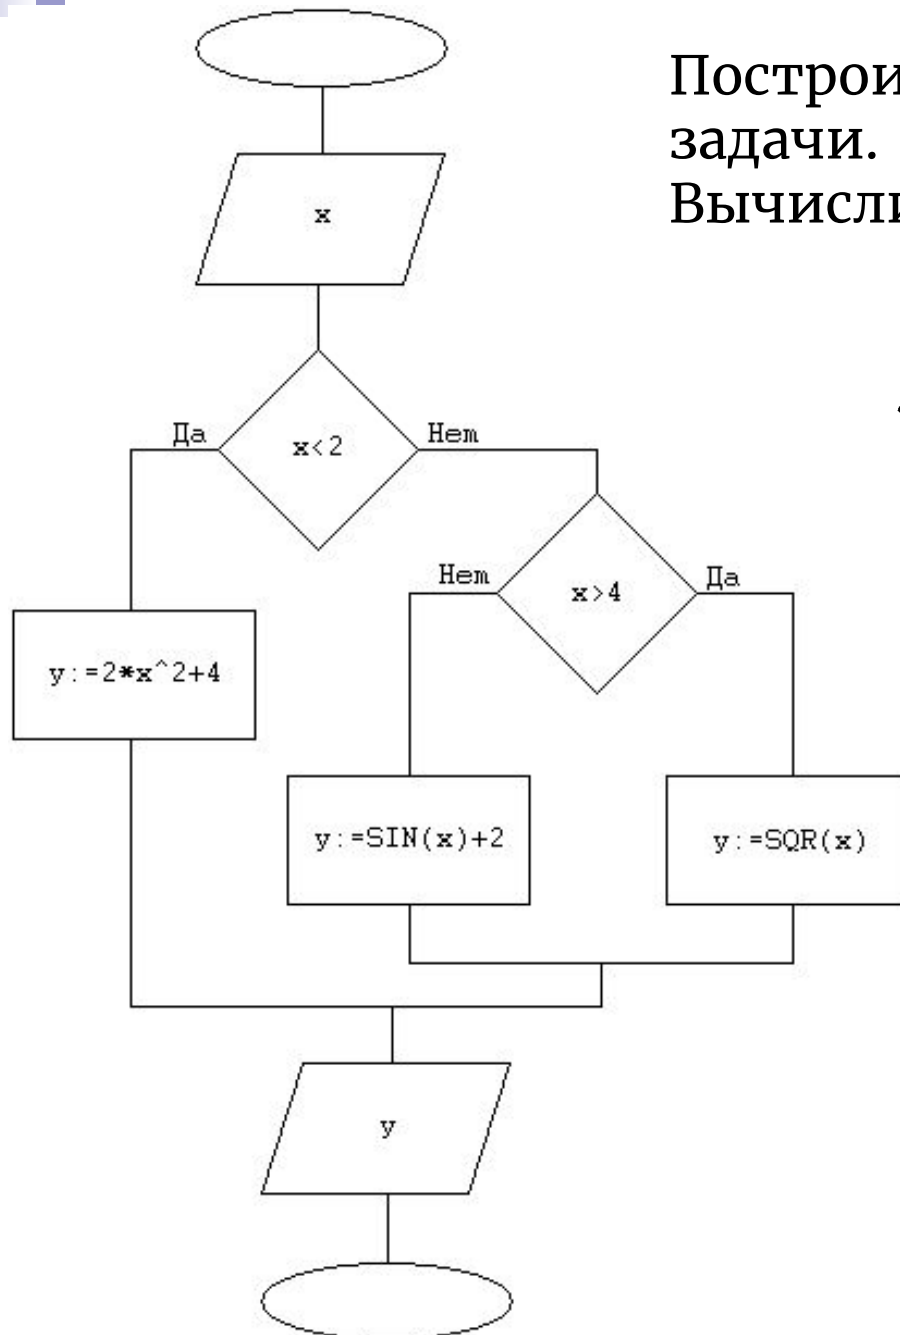 Построи
задачи.
Вычисли
x
Да
x<2
Нет
Нет
x>4
Да
y:=2*x^2+4
y:=SIN(x)+2
y:=SQR(x)
y